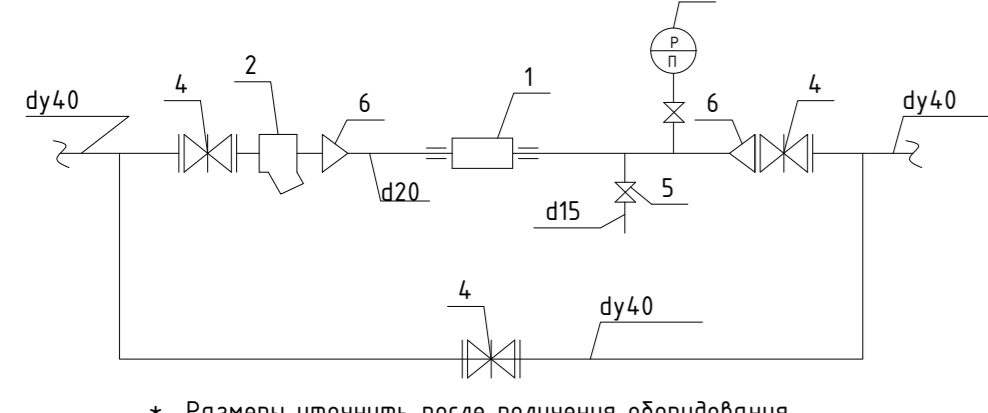 P
П
2
1
4
6
6
4
dy40
dy40
d20
5
d15
4
dy40
* Размеры уточнить после получения оборудования